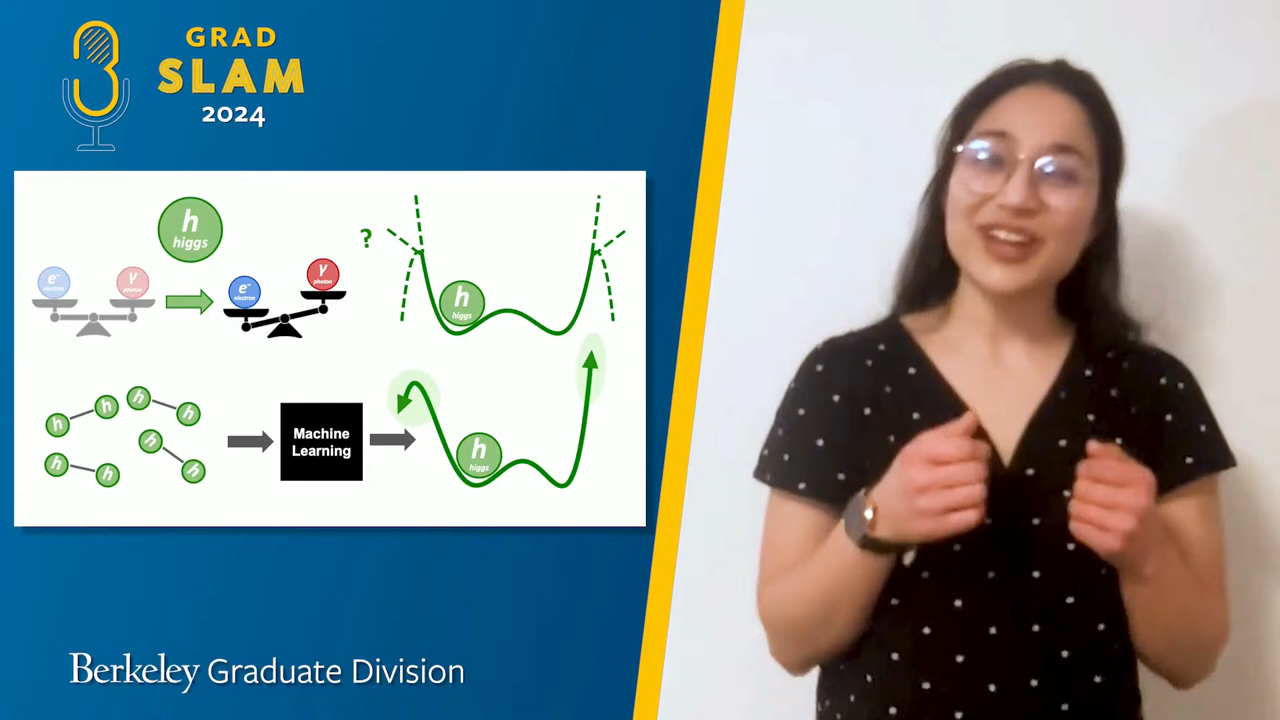 GRAD
SLAM
2024
h
higgs
?
e-
electron
γ
photon
e-
electron
γ
photon
h
higgs
h
h
h
h
h
h
h
h
Machine
Learning
h
higgs
Berkeley Graduate Division